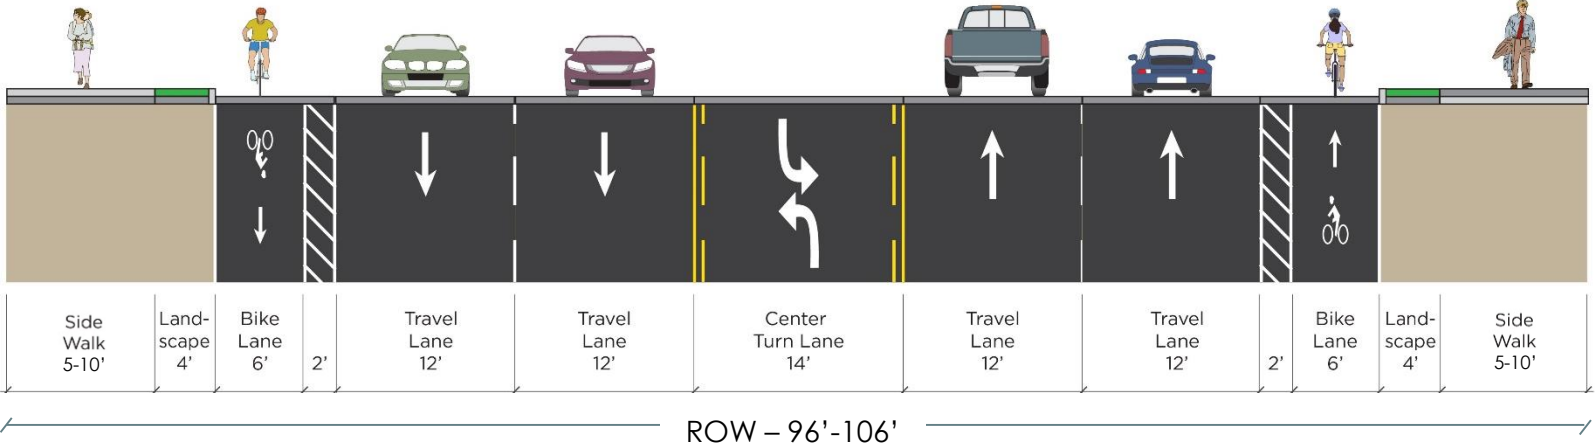 Side
Walk
5-10'
Land-
scape
4'
Bike
Lane
6'
2'
Travel
Lane
12'
Travel
Lane
12'
Center
Turn Lane
14'
Travel
Lane
12'
Travel
Lane
12'
2'
Bike
Lane
6'
Land-
scape
4'
Side
Walk
5-10'
ROW – 96'-106'